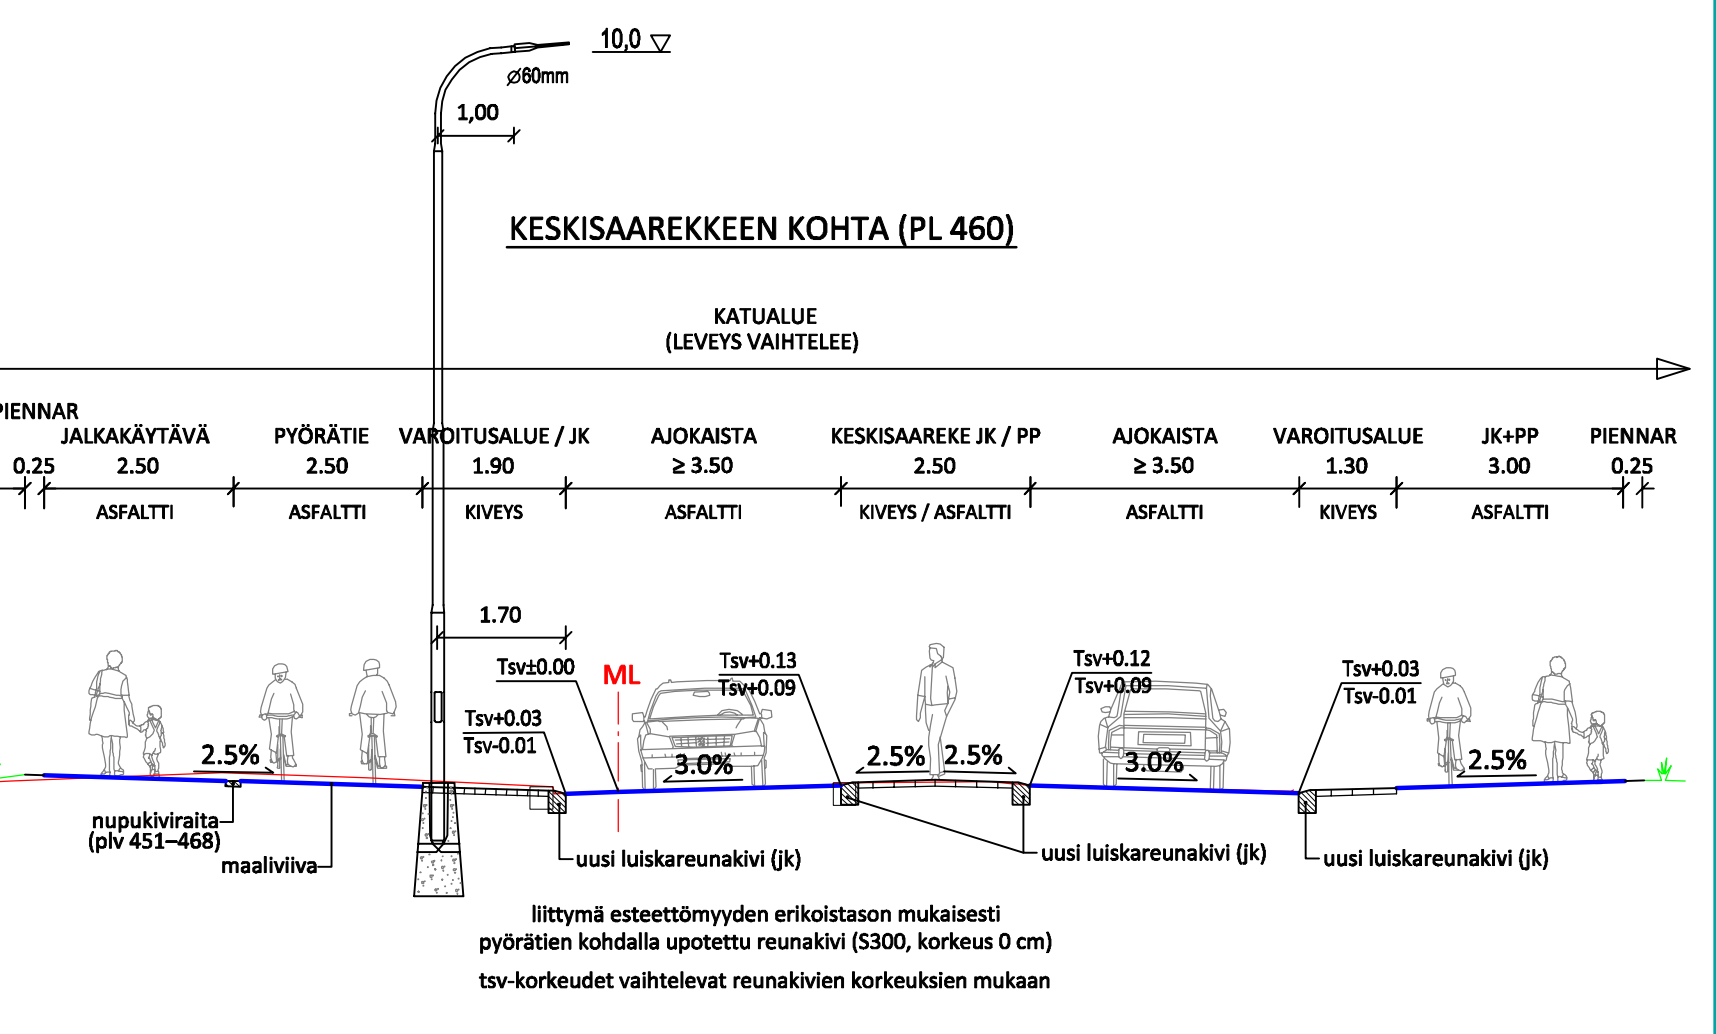 10,0
Ø60mm
1,00
KESKISAAREKKEEN KOHTA (PL 460)
KATUALUE
(LEVEYS VAIHTELEE)
PIENNAR
JALKAKÄYTÄVÄ PYÖRÄTIE VAROITUSALUE / JK AJOKAISTA KESKISAAREKE JK / PP AJOKAISTA VAROITUSALUE JK+PP PIENNAR
0.25 2.50 2.50 1.90 ≥ 3.50 2.50 ≥ 3.50 1.30 3.00 0.25
ASFALTTI ASFALTTI KIVEYS ASFALTTI KIVEYS / ASFALTTI ASFALTTI KIVEYS ASFALTTI
1.70
Tsv±0.00
ML
Tsv+0.13
Tsv+0.09
Tsv+0.12
Tsv+0.09
Tsv+0.03
Tsv-0.01
Tsv+0.03
Tsv-0.01
2.5% 3.0% 2.5% 2.5% 3.0% 2.5%
nupukiviraita
(plv 451–468)
maaliviiva
uusi luiskareunakivi (jk)
uusi luiskareunakivi (jk)
uusi luiskareunakivi (jk)
liittymä esteettömyyden erikoistason mukaisesti
pyörätien kohdalla upotettu reunakivi (S300, korkeus 0 cm)
tsv-korkeudet vaihtelevat reunakivien korkeuksien mukaan